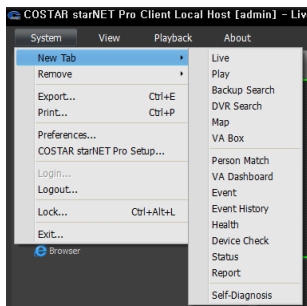 COSTAR starNET Pro Client Local Host [admin] - Liv
System View Playback About
New Tab
Remove
Export... Ctrl+E
Print... Ctrl+P
Preferences...
COSTAR starNET Pro Setup...
Login...
Logout...
Lock... Ctrl+Alt+L
Exit...
Browser
Live
Play
Backup Search
DVR Search
Map
VA Box
Person Match
VA Dashboard
Event
Event History
Health
Device Check
Status
Report
Self-Diagnosis